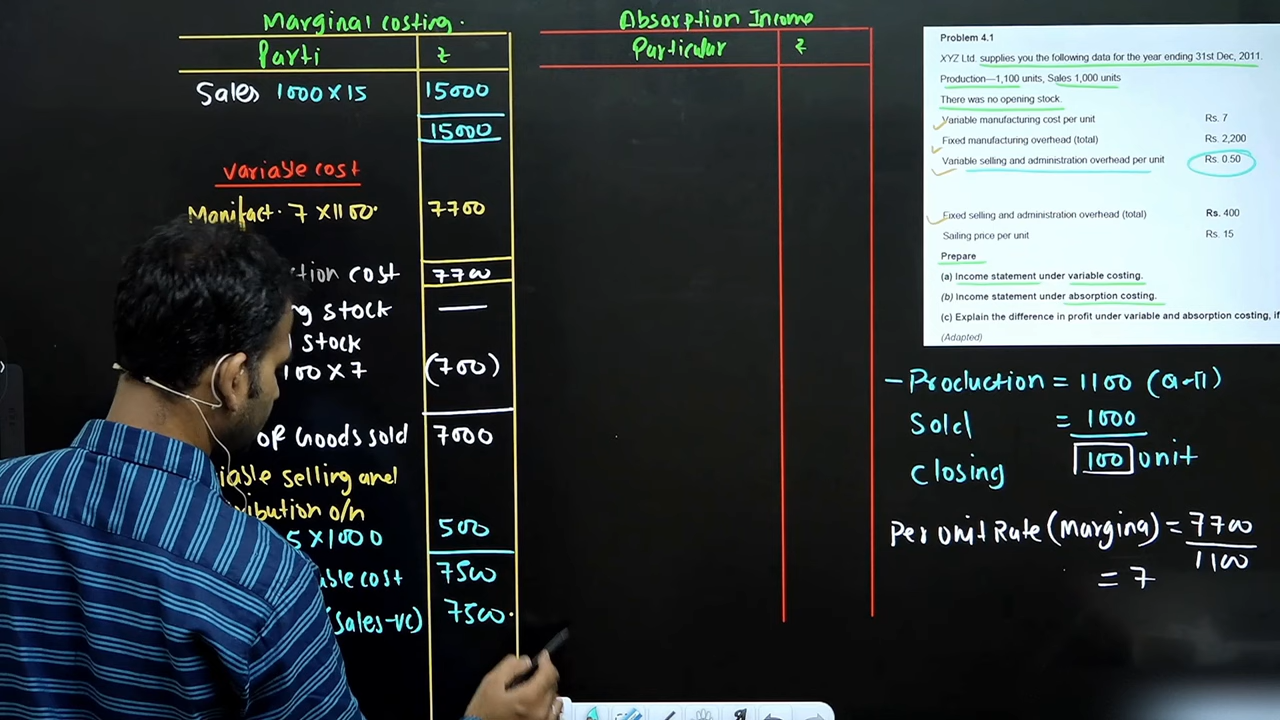 Marginal costing.
Parti ₹
Sales 1000 X 15 15000
15000
variable cost
Manifact. 7 X1100. 7700
tion cost 7700
g stock —
stock
100 X 7 (700)
of Goods sold 7000
iable selling and
ribution o/h
5 X1000 500
able cost 7500
(Sales-VC) 7500.
Absorption Income
Particular ₹
Problem 4.1
XYZ Ltd. supplies you the following data for the year ending 31st Dec, 2011.
Production—1,100 units, Sales 1,000 units
There was no opening stock.
Variable manufacturing cost per unit Rs. 7
Fixed manufacturing overhead (total) Rs. 2,200
Variable selling and administration overhead per unit Rs. 0.50
Fixed selling and administration overhead (total) Rs. 400
Sailing price per unit Rs. 15
Prepare
(a) Income statement under variable costing.
(b) Income statement under absorption costing.
(c) Explain the difference in profit under variable and absorption costing, if
(Adapted)
- Production = 1100
Sold = 1000
Closing 100 unit
Per Unit Rate (Margina) = 7700
1100
= 7